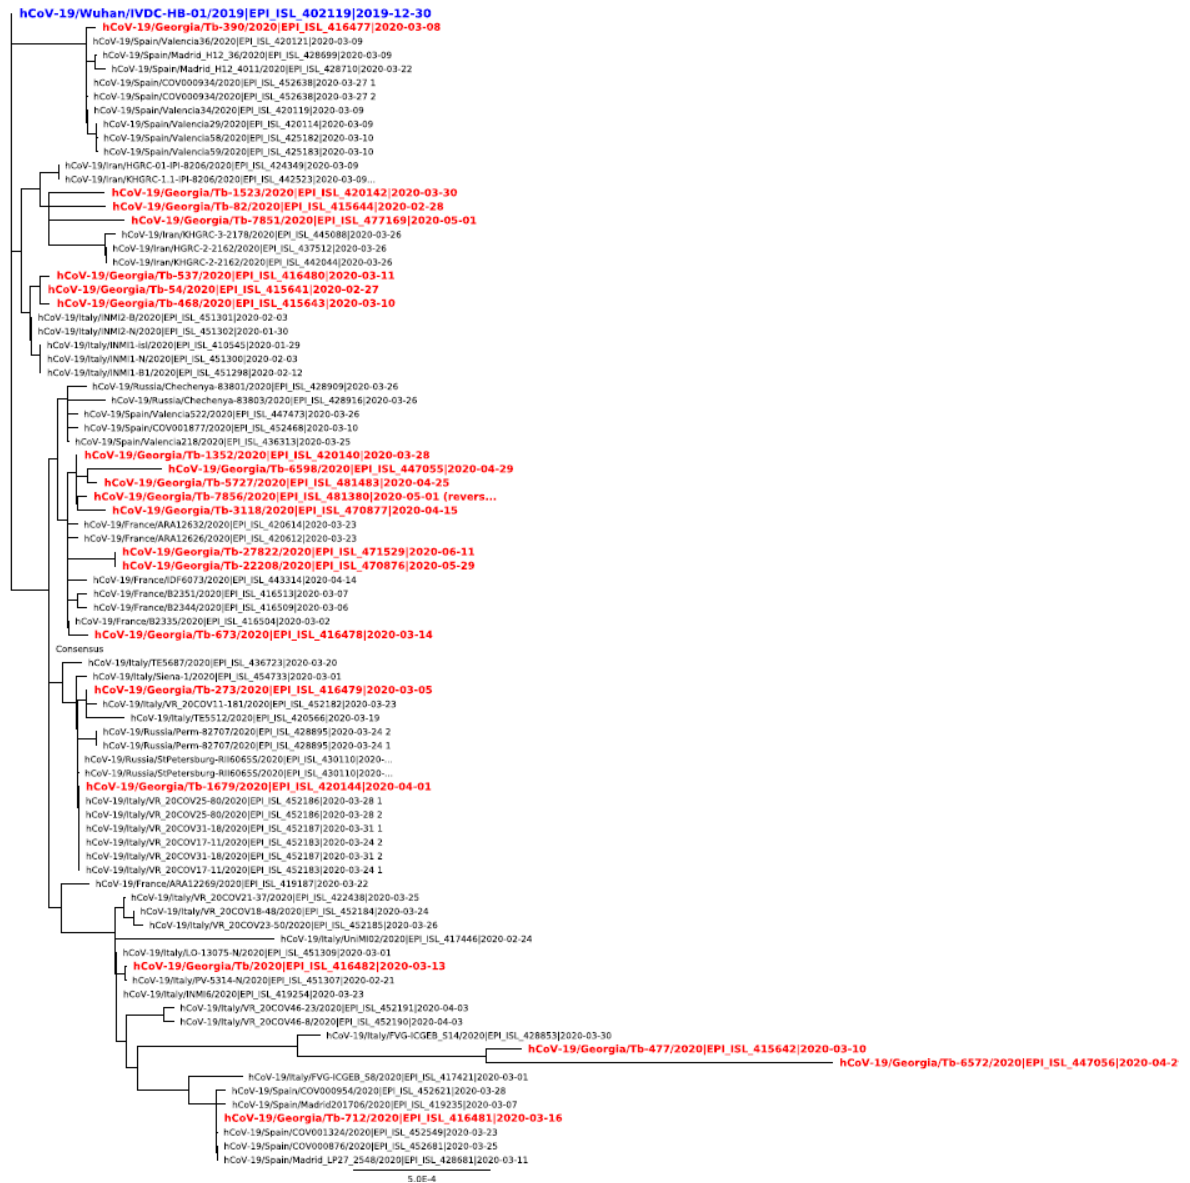 hCoV-19/Wuhan/IVDC-HB-01/2019|EPI_ISL_402119|2019-12-30
hCoV-19/Georgia/Tb-390/2020|EPI_ISL_416477|2020-03-08
hCoV-19/Spain/Valencia36/2020|EPI_ISL_420121|2020-03-09
hCoV-19/Spain/Madrid_H12_36/2020|EPI_ISL_428699|2020-03-09
hCoV-19/Spain/Madrid_H12_4011/2020|EPI_ISL_428710|2020-03-22
hCoV-19/Spain/COV000934/2020|EPI_ISL_452638|2020-03-27 1
hCoV-19/Spain/COV000934/2020|EPI_ISL_452638|2020-03-27 2
hCoV-19/Spain/Valencia34/2020|EPI_ISL_420119|2020-03-09
hCoV-19/Spain/Valencia29/2020|EPI_ISL_420114|2020-03-09
hCoV-19/Spain/Valencia58/2020|EPI_ISL_425182|2020-03-10
hCoV-19/Spain/Valencia59/2020|EPI_ISL_425183|2020-03-10
hCoV-19/Iran/HGRC-01-IPI-8206/2020|EPI_ISL_424349|2020-03-09
hCoV-19/Iran/KHGRC-1.1-IPI-8206/2020|EPI_ISL_442523|2020-03-09...
hCoV-19/Georgia/Tb-1523/2020|EPI_ISL_420142|2020-03-30
hCoV-19/Georgia/Tb-82/2020|EPI_ISL_415644|2020-02-28
hCoV-19/Georgia/Tb-7851/2020|EPI_ISL_477169|2020-05-01
hCoV-19/Iran/KHGRC-3-2178/2020|EPI_ISL_445088|2020-03-26
hCoV-19/Iran/HGRC-2-2162/2020|EPI_ISL_437512|2020-03-26
hCoV-19/Iran/KHGRC-2-2162/2020|EPI_ISL_442044|2020-03-26
hCoV-19/Georgia/Tb-537/2020|EPI_ISL_416480|2020-03-11
hCoV-19/Georgia/Tb-54/2020|EPI_ISL_415641|2020-02-27
hCoV-19/Georgia/Tb-468/2020|EPI_ISL_415643|2020-03-10
hCoV-19/Italy/INMI2-B/2020|EPI_ISL_451301|2020-02-03
hCoV-19/Italy/INMI2-N/2020|EPI_ISL_451302|2020-01-30
hCoV-19/Italy/INMI1-isl/2020|EPI_ISL_410545|2020-01-29
hCoV-19/Italy/INMI1-N/2020|EPI_ISL_451300|2020-02-03
hCoV-19/Italy/INMI1-B1/2020|EPI_ISL_451298|2020-02-12
hCoV-19/Russia/Chechenya-83801/2020|EPI_ISL_428909|2020-03-26
hCoV-19/Russia/Chechenya-83803/2020|EPI_ISL_428916|2020-03-26
hCoV-19/Spain/Valencia522/2020|EPI_ISL_447473|2020-03-26
hCoV-19/Spain/COV001877/2020|EPI_ISL_452468|2020-03-10
hCoV-19/Spain/Valencia218/2020|EPI_ISL_436313|2020-03-25
hCoV-19/Georgia/Tb-1352/2020|EPI_ISL_420140|2020-03-28
hCoV-19/Georgia/Tb-6598/2020|EPI_ISL_447055|2020-04-29
hCoV-19/Georgia/Tb-5727/2020|EPI_ISL_481483|2020-04-25
hCoV-19/Georgia/Tb-7856/2020|EPI_ISL_481380|2020-05-01 (revers...
hCoV-19/Georgia/Tb-3118/2020|EPI_ISL_470877|2020-04-15
hCoV-19/France/ARA12632/2020|EPI_ISL_420614|2020-03-23
hCoV-19/France/ARA12626/2020|EPI_ISL_420612|2020-03-23
hCoV-19/Georgia/Tb-27822/2020|EPI_ISL_471529|2020-06-11
hCoV-19/Georgia/Tb-22208/2020|EPI_ISL_470876|2020-05-29
hCoV-19/France/IDF6073/2020|EPI_ISL_443314|2020-04-14
hCoV-19/France/B2351/2020|EPI_ISL_416513|2020-03-07
hCoV-19/France/B2344/2020|EPI_ISL_416509|2020-03-06
hCoV-19/France/B2335/2020|EPI_ISL_416504|2020-03-02
hCoV-19/Georgia/Tb-673/2020|EPI_ISL_416478|2020-03-14
Consensus
hCoV-19/Italy/TE5687/2020|EPI_ISL_436723|2020-03-20
hCoV-19/Italy/Siena-1/2020|EPI_ISL_454733|2020-03-01
hCoV-19/Georgia/Tb-273/2020|EPI_ISL_416479|2020-03-05
hCoV-19/Italy/VR_20COV11-181/2020|EPI_ISL_452182|2020-03-23
hCoV-19/Italy/TE5512/2020|EPI_ISL_420566|2020-03-19
hCoV-19/Russia/Perm-82707/2020|EPI_ISL_428895|2020-03-24 2
hCoV-19/Russia/Perm-82707/2020|EPI_ISL_428895|2020-03-24 1
hCoV-19/Russia/StPetersburg-RII6065S/2020|EPI_ISL_430110|2020-...
hCoV-19/Russia/StPetersburg-RII6065S/2020|EPI_ISL_430110|2020-...
hCoV-19/Georgia/Tb-1679/2020|EPI_ISL_420144|2020-04-01
hCoV-19/Italy/VR_20COV25-80/2020|EPI_ISL_452186|2020-03-28 1
hCoV-19/Italy/VR_20COV25-80/2020|EPI_ISL_452186|2020-03-28 2
hCoV-19/Italy/VR_20COV31-18/2020|EPI_ISL_452187|2020-03-31 1
hCoV-19/Italy/VR_20COV17-11/2020|EPI_ISL_452183|2020-03-24 2
hCoV-19/Italy/VR_20COV31-18/2020|EPI_ISL_452187|2020-03-31 2
hCoV-19/Italy/VR_20COV17-11/2020|EPI_ISL_452183|2020-03-24 1
hCoV-19/France/ARA12269/2020|EPI_ISL_419187|2020-03-22
hCoV-19/Italy/VR_20COV21-37/2020|EPI_ISL_422438|2020-03-25
hCoV-19/Italy/VR_20COV18-48/2020|EPI_ISL_452184|2020-03-24
hCoV-19/Italy/VR_20COV23-50/2020|EPI_ISL_452185|2020-03-26
hCoV-19/Italy/UniMI02/2020|EPI_ISL_417446|2020-02-24
hCoV-19/Italy/LO-13075-N/2020|EPI_ISL_451309|2020-03-01
hCoV-19/Georgia/Tb/2020|EPI_ISL_416482|2020-03-13
hCoV-19/Italy/PV-5314-N/2020|EPI_ISL_451307|2020-02-21
hCoV-19/Italy/INMI6/2020|EPI_ISL_419254|2020-03-23
hCoV-19/Italy/VR_20COV46-23/2020|EPI_ISL_452191|2020-04-03
hCoV-19/Italy/VR_20COV46-8/2020|EPI_ISL_452190|2020-04-03
hCoV-19/Italy/FVG-ICGEB_S14/2020|EPI_ISL_428853|2020-03-30
hCoV-19/Georgia/Tb-477/2020|EPI_ISL_415642|2020-03-10
hCoV-19/Georgia/Tb-6572/2020|EPI_ISL_447056|2020-04-2
hCoV-19/Italy/FVG-ICGEB_S8/2020|EPI_ISL_417421|2020-03-01
hCoV-19/Spain/COV000954/2020|EPI_ISL_452621|2020-03-28
hCoV-19/Spain/Madrid201706/2020|EPI_ISL_419235|2020-03-07
hCoV-19/Georgia/Tb-712/2020|EPI_ISL_416481|2020-03-16
hCoV-19/Spain/COV001324/2020|EPI_ISL_452549|2020-03-23
hCoV-19/Spain/COV000876/2020|EPI_ISL_452681|2020-03-25
hCoV-19/Spain/Madrid_LP27_2548/2020|EPI_ISL_428681|2020-03-11
5.0E-4